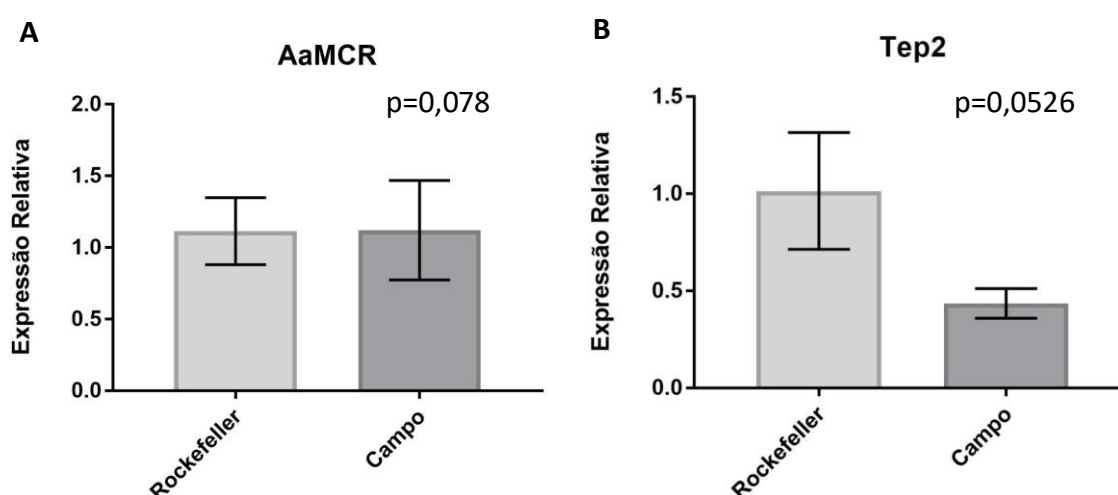 A
AaMCR
p=0,078
Expressão Relativa
2.0
1.5
1.0
0.5
0.0
Rockefeller
Campo
B
Tep2
p=0,0526
Expressão Relativa
1.5
1.0
0.5
0.0
Rockefeller
Campo